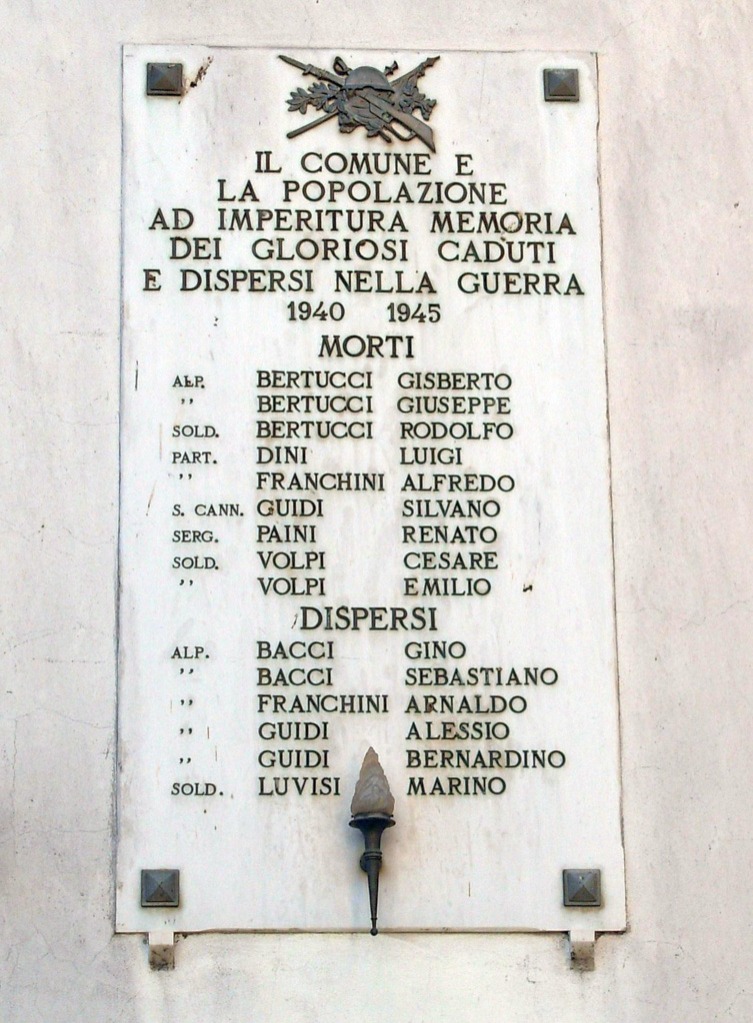 IL COMUNE E
LA POPOLAZIONE
AD IMPERITURA MEMORIA
DEI GLORIOSI CADUTI
E DISPERSI NELLA GUERRA
1940 1945
MORTI
ALP. BERTUCCI GISBERTO
'' BERTUCCI GIUSEPPE
SOLD. BERTUCCI RODOLFO
PART. DINI LUIGI
'' FRANCHINI ALFREDO
S. CANN. GUIDI SILVANO
SERG. PAINI RENATO
SOLD. VOLPI CESARE
'' VOLPI EMILIO
DISPERSI
ALP. BACCI GINO
'' BACCI SEBASTIANO
'' FRANCHINI ARNALDO
'' GUIDI ALESSIO
'' GUIDI BERNARDINO
SOLD. LUVISI MARINO